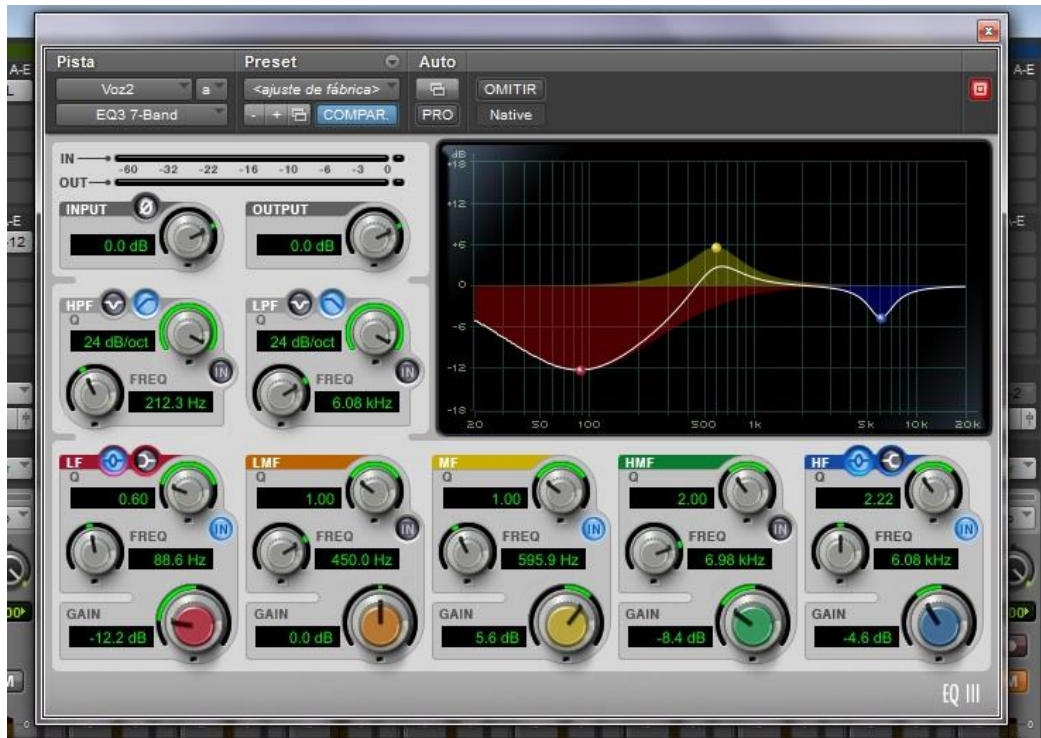 Pista Preset Auto
Voz2 a <ajuste de fábrica> OMITIR
EQ3 7-Band - + COMPAR. PRO Native
A-E A-E
IN
-60 -32 -22 -16 -10 -6 -3 0
OUT
INPUT Ø OUTPUT
0.0 dB 0.0 dB
HPF LPF
Q Q
24 dB/oct 24 dB/oct
IN IN
FREQ FREQ
212.3 Hz 6.08 kHz
dB
+18
+12
+6
0
-6
-12
-18
20 50 100 500 1k 5k 10k 20k
LF LMF MF HMF HF
Q Q Q Q Q
0.60 1.00 1.00 2.00 2.22
IN IN IN IN IN
FREQ FREQ FREQ FREQ FREQ
88.6 Hz 450.0 Hz 595.9 Hz 6.98 kHz 6.08 kHz
GAIN GAIN GAIN GAIN GAIN
-12.2 dB 0.0 dB 5.6 dB -8.4 dB -4.6 dB
EQ III